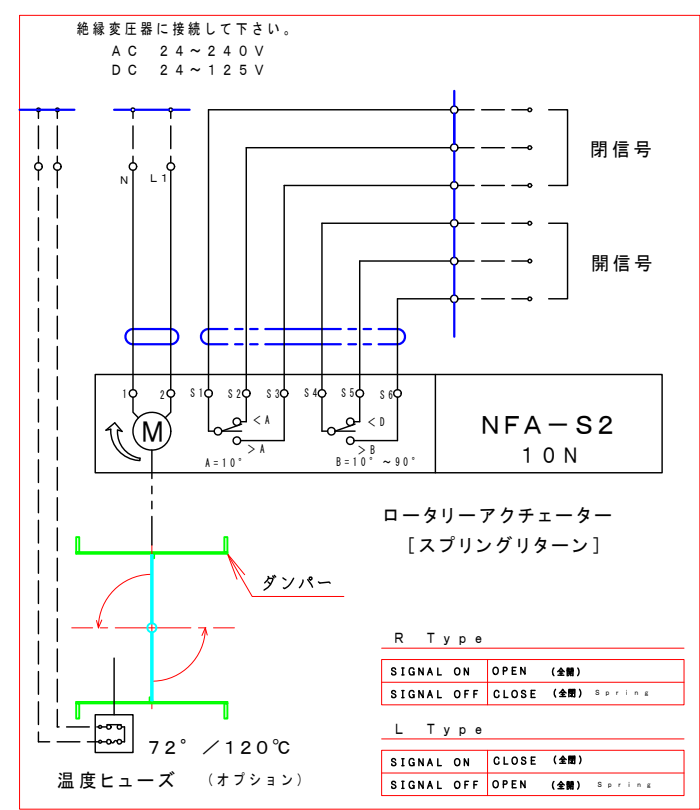 絶縁変圧器に接続して下さい。
AC 24~240V
DC 24~125V
閉信号
開信号
N L1
1 2 S1 S2 S3 S4 S5 S6
M
<A
>A
A=10°
<D
>B
B=10° ~90°
NFA-S2
10N
ロータリーアクチェーター
[スプリングリターン]
ダンパー
R Type
SIGNAL ON OPEN (全開)
SIGNAL OFF CLOSE (全閉) Spring
L Type
SIGNAL ON CLOSE (全閉)
SIGNAL OFF OPEN (全開) Spring
72° /120℃
温度ヒューズ (オプション)